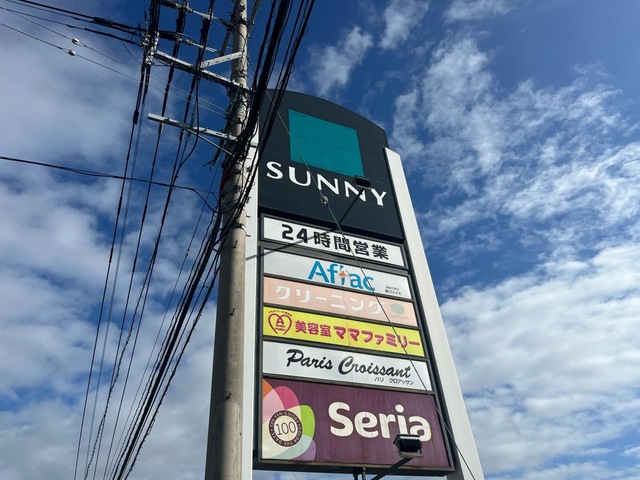 SUNNY
24時間営業
Aflac
クリーニング
美容室 ママファミリー
Paris Croissant
パリ クロアッサン
Seria
100